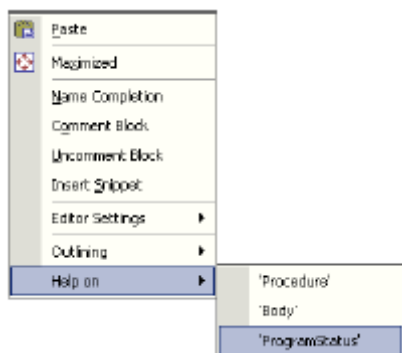 Paste
Maximized
Name Completion
Comment Block
Uncomment Block
Insert Snippet
Editor Settings
Outlining
Help on
'Procedure'
'Body'
'ProgramStatus'